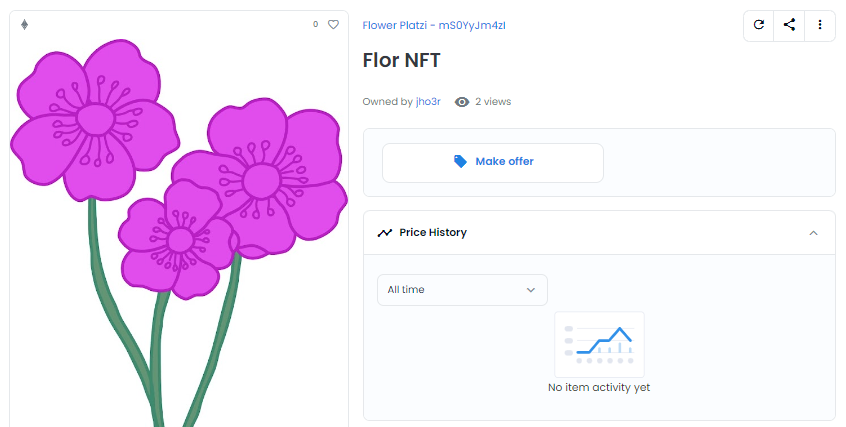 0
Flower Platzi - mS0YyJm4zI
Flor NFT
Owned by jho3r 2 views
Make offer
Price History
All time
No item activity yet